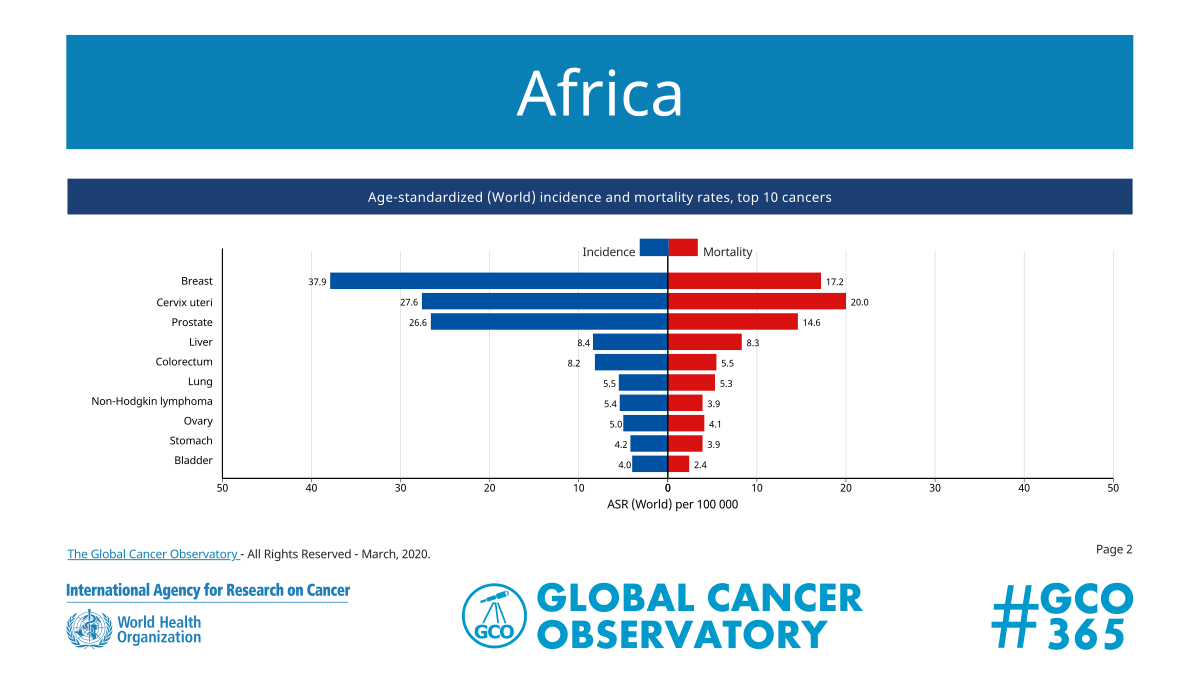 Africa
Age-standardized (World) incidence and mortality rates, top 10 cancers
Incidence Mortality
Breast 37.9 17.2
Cervix uteri 27.6 20.0
Prostate 26.6 14.6
Liver 8.4 8.3
Colorectum 8.2 5.5
Lung 5.5 5.3
Non-Hodgkin lymphoma 5.4 3.9
Ovary 5.0 4.1
Stomach 4.2 3.9
Bladder 4.0 2.4
50 40 30 20 10 0 10 20 30 40 50
ASR (World) per 100 000
The Global Cancer Observatory - All Rights Reserved - March, 2020.
Page 2
International Agency for Research on Cancer
World Health
Organization
GCO
GLOBAL CANCER
OBSERVATORY
#GCO
365